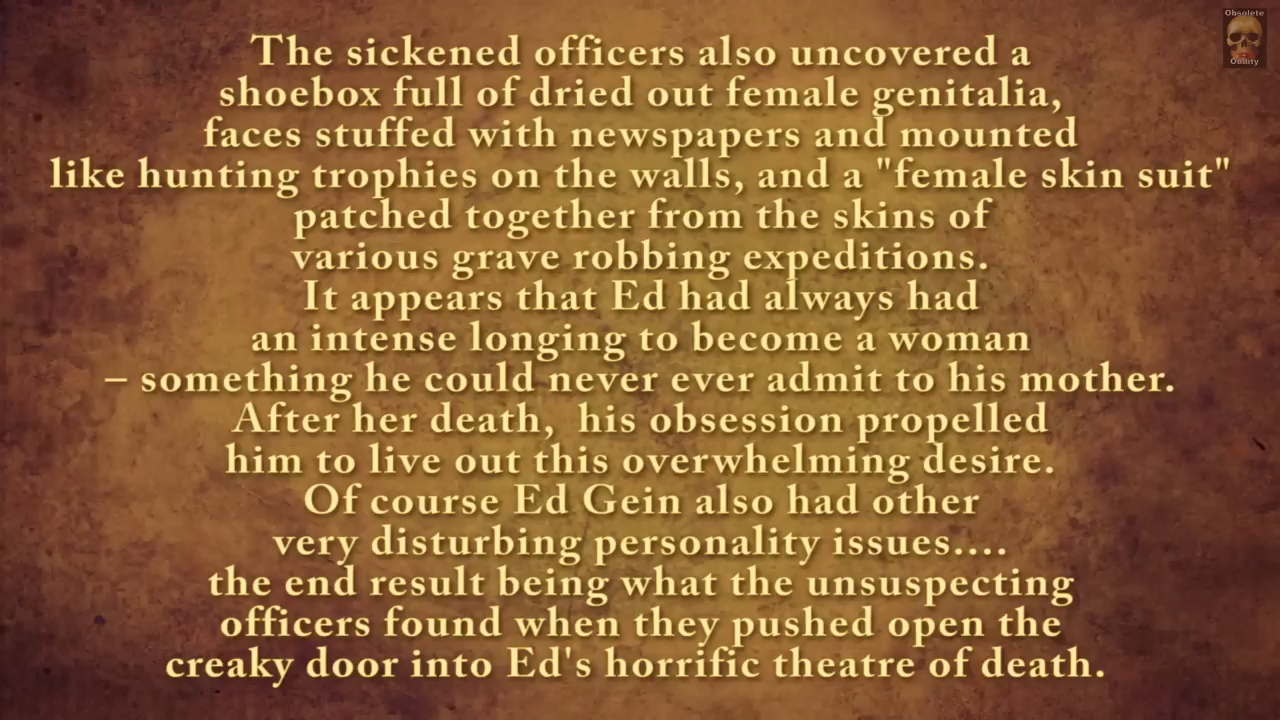 Obsolete
Oddity
The sickened officers also uncovered a
shoebox full of dried out female genitalia,
faces stuffed with newspapers and mounted
like hunting trophies on the walls, and a "female skin suit"
patched together from the skins of
various grave robbing expeditions.
It appears that Ed had always had
an intense longing to become a woman
– something he could never ever admit to his mother.
After her death,  his obsession propelled
him to live out this overwhelming desire.
Of course Ed Gein also had other
very disturbing personality issues....
the end result being what the unsuspecting
officers found when they pushed open the
creaky door into Ed's horrific theatre of death.